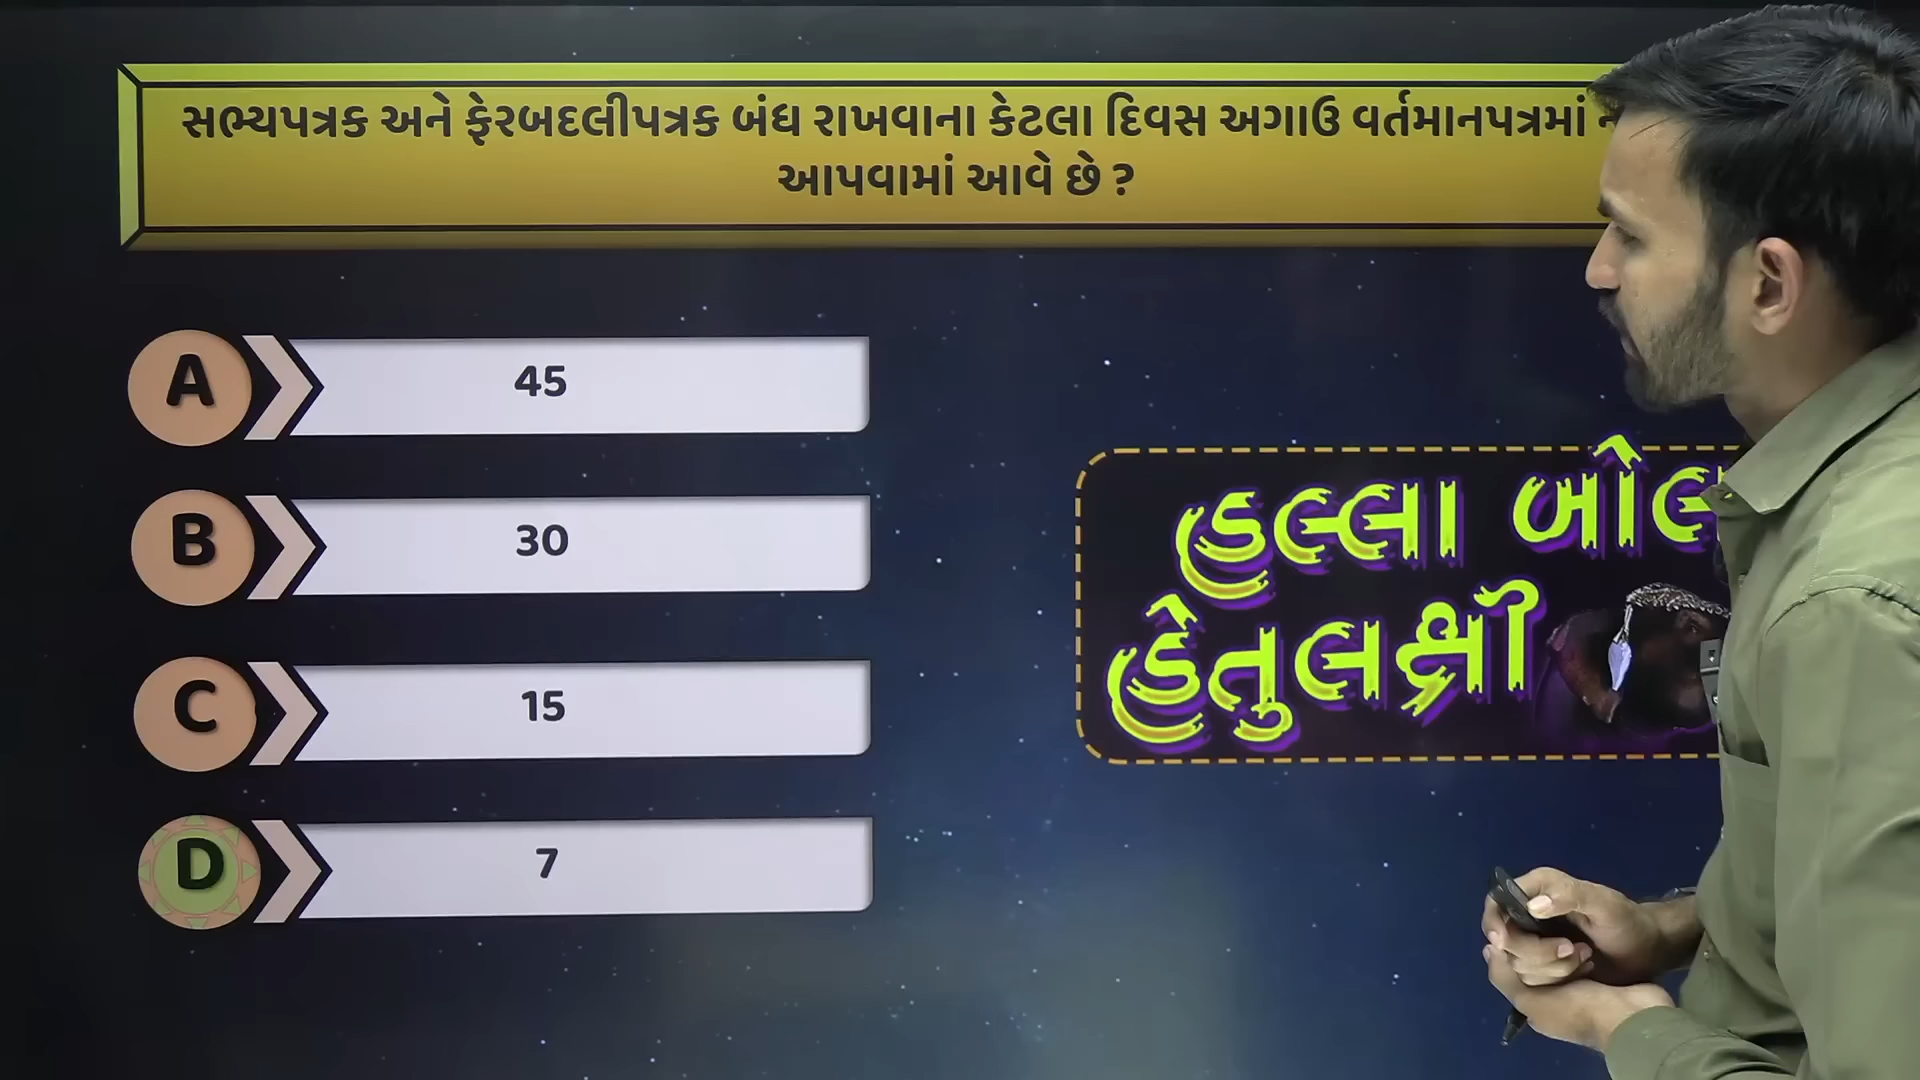 સભ્યપત્રક અને ફેરબદલીપત્રક બંધ રાખવાના કેટલા દિવસ અગાઉ વર્તમાનપત્રમાં
આપવામાં આવે છે ?
A
45
B
30
C
15
D
7
હલ્લા બોલ
હેતુલક્ષી